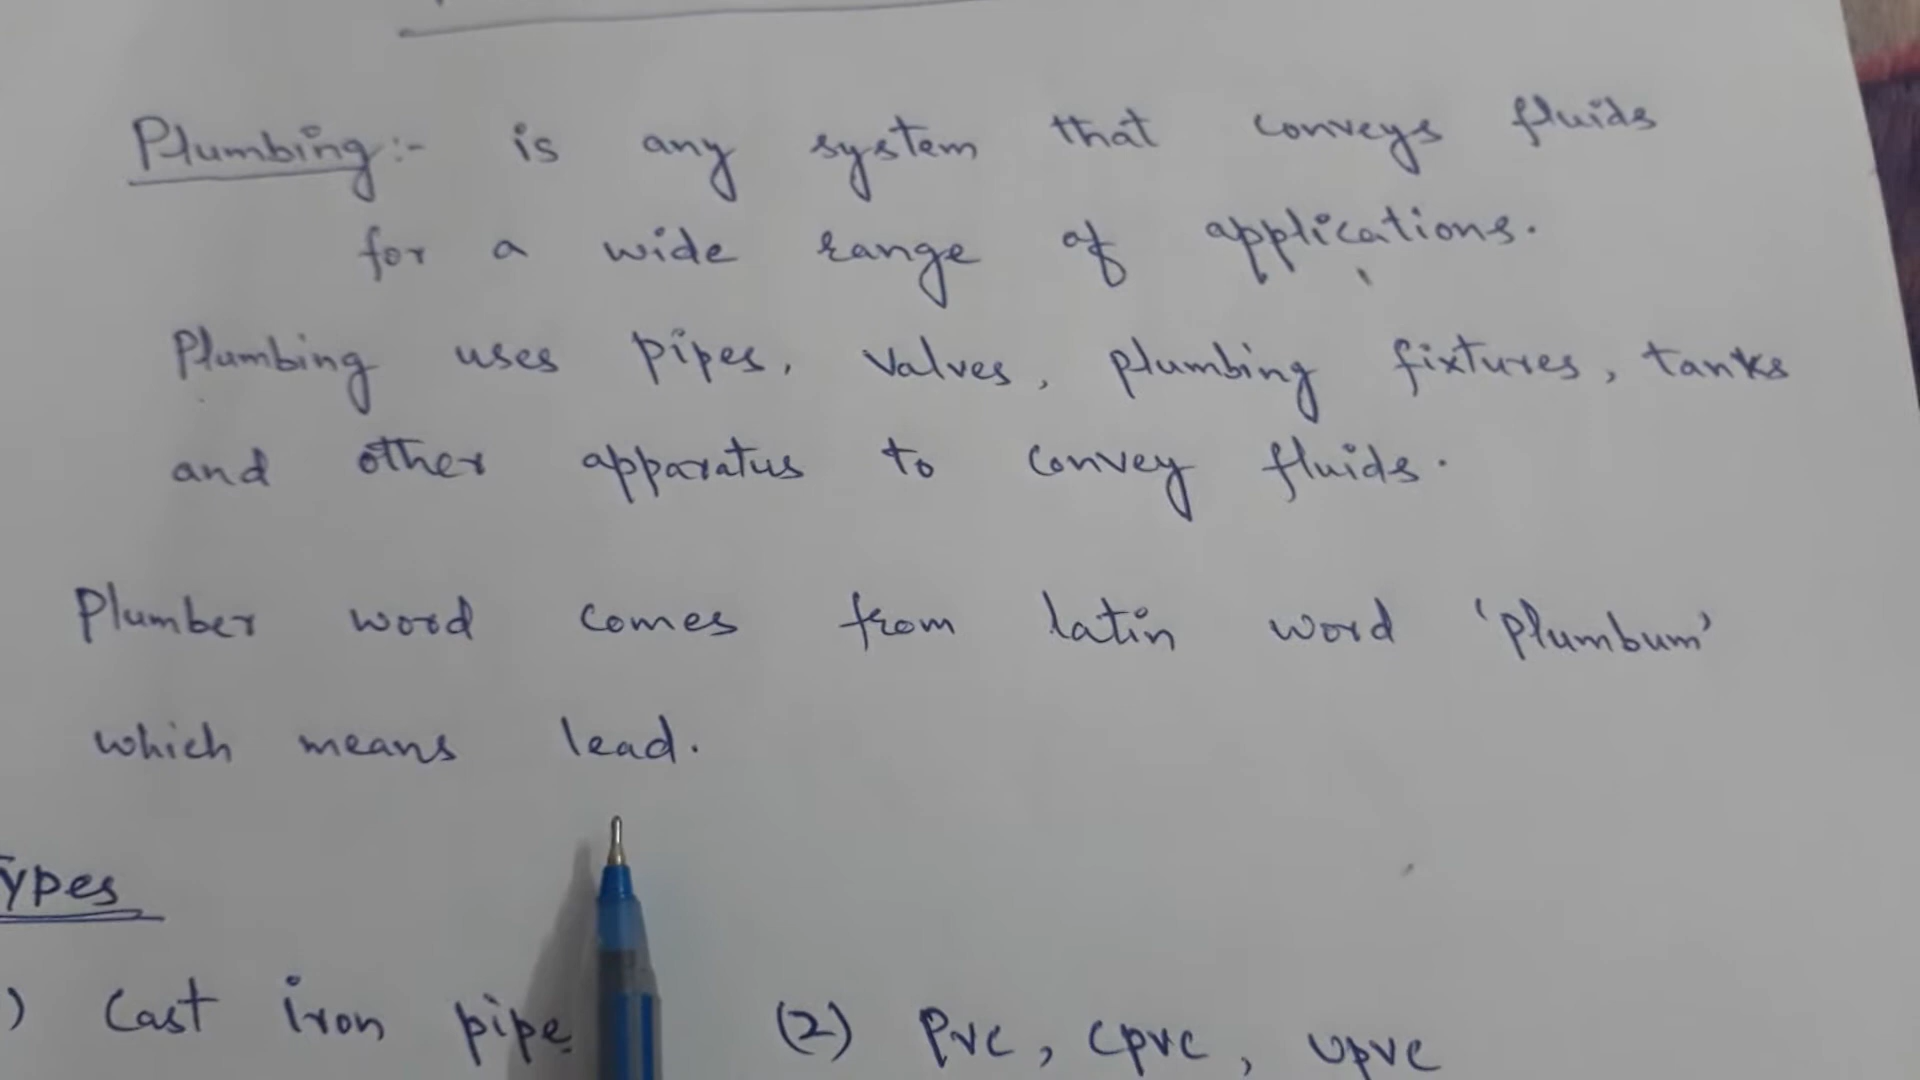 Plumbing:- is any system that conveys fluids
for a wide range of applications.
Plumbing uses pipes, valves, plumbing fixtures, tanks
and other apparatus to convey fluids.
Plumber word comes from latin word 'plumbum'
which means lead.
ypes
) Cast iron pipe (2) Pvc, cpvc, upvc